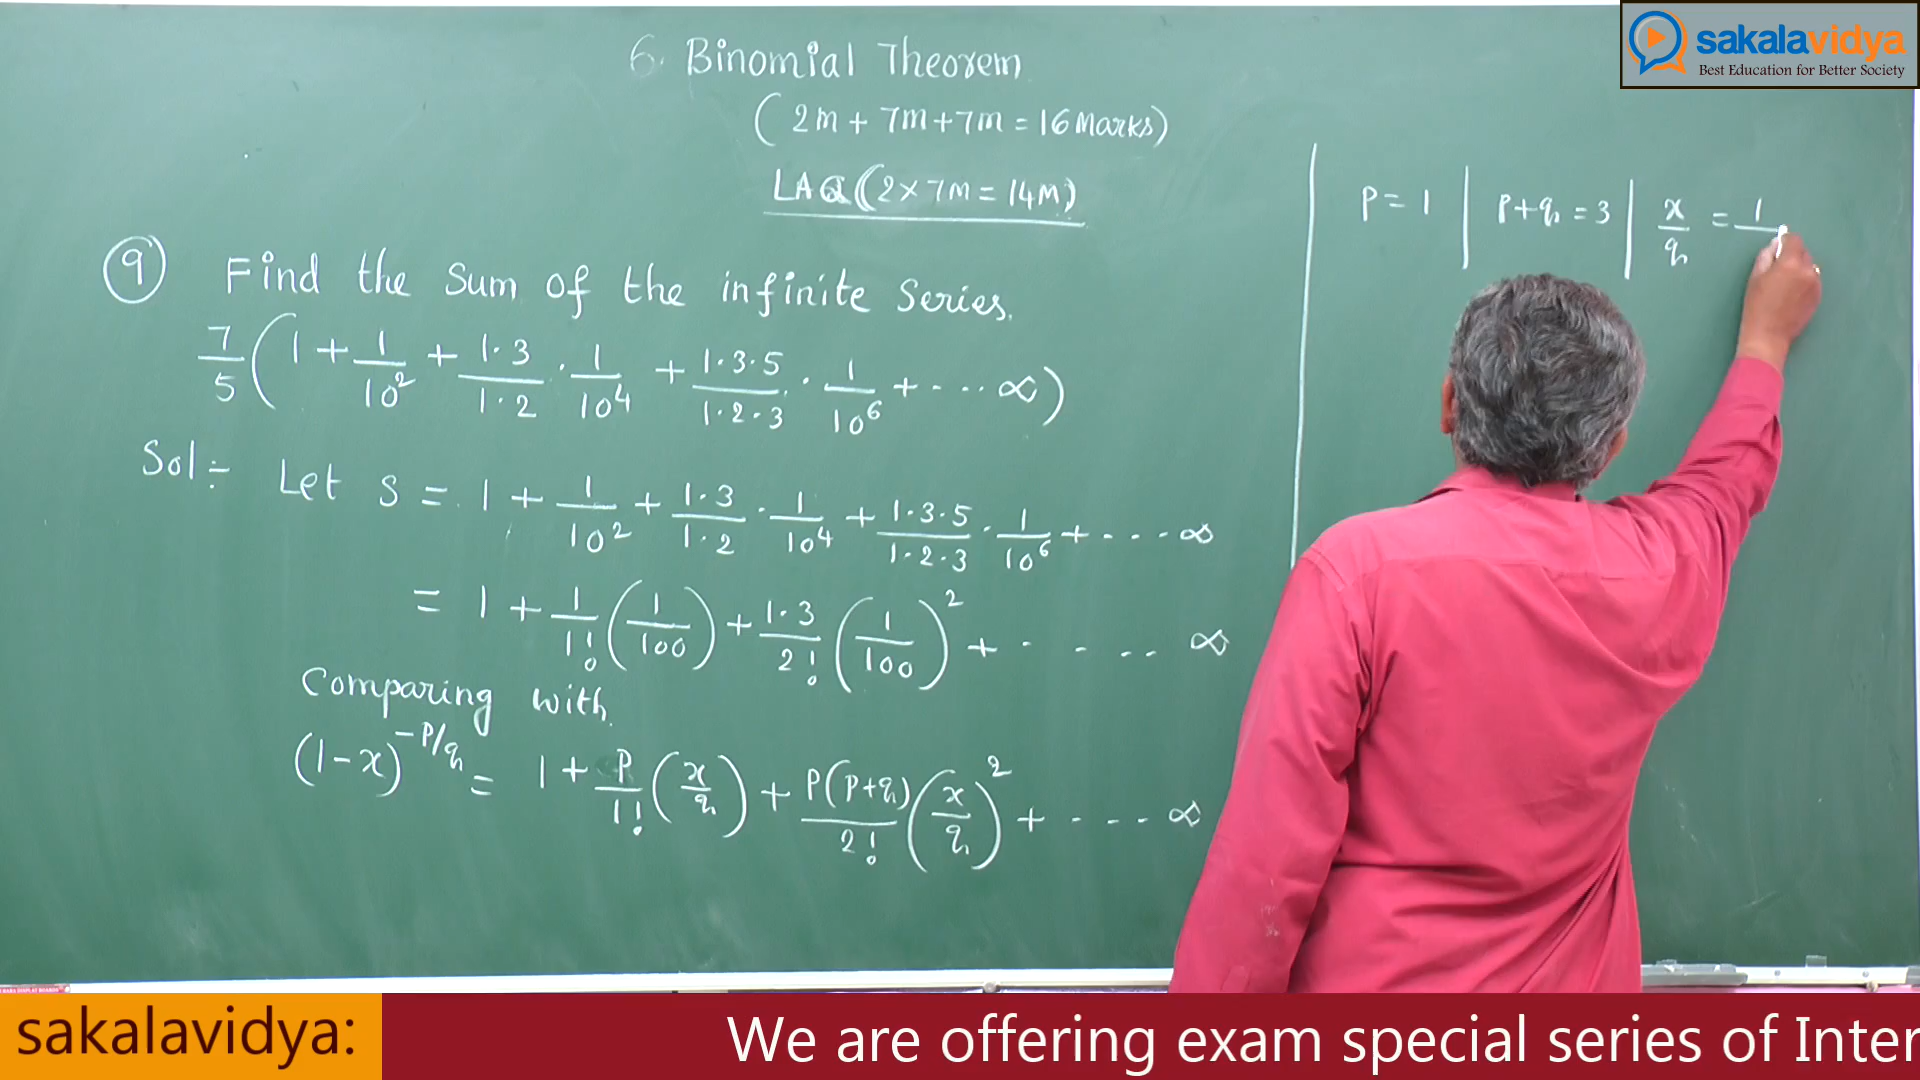 sakalavidya
Best Education for Better Society
6. Binomial Theorem
(2m + 7m + 7m = 16 Marks)
LAQ (2 × 7M = 14M)
9 Find the sum of the infinite series.
7/5 (1 + 1/10² + 1·3/1·2 · 1/10⁴ + 1·3·5/1·2·3 · 1/10⁶ + ··· ∞)
Sol:- Let S = 1 + 1/10² + 1·3/1·2 · 1/10⁴ + 1·3·5/1·2·3 · 1/10⁶ + ···· ∞
= 1 + 1/1! (1/100) + 1·3/2! (1/100)² + · · ·· ∞
Comparing with
(1-x)^(-P/q) = 1 + P/1! (x/q) + P(P+q)/2! (x/q)² + ···· ∞
P = 1 | P+q = 3 | x/q = 1/
sakalavidya:
We are offering exam special series of Inter